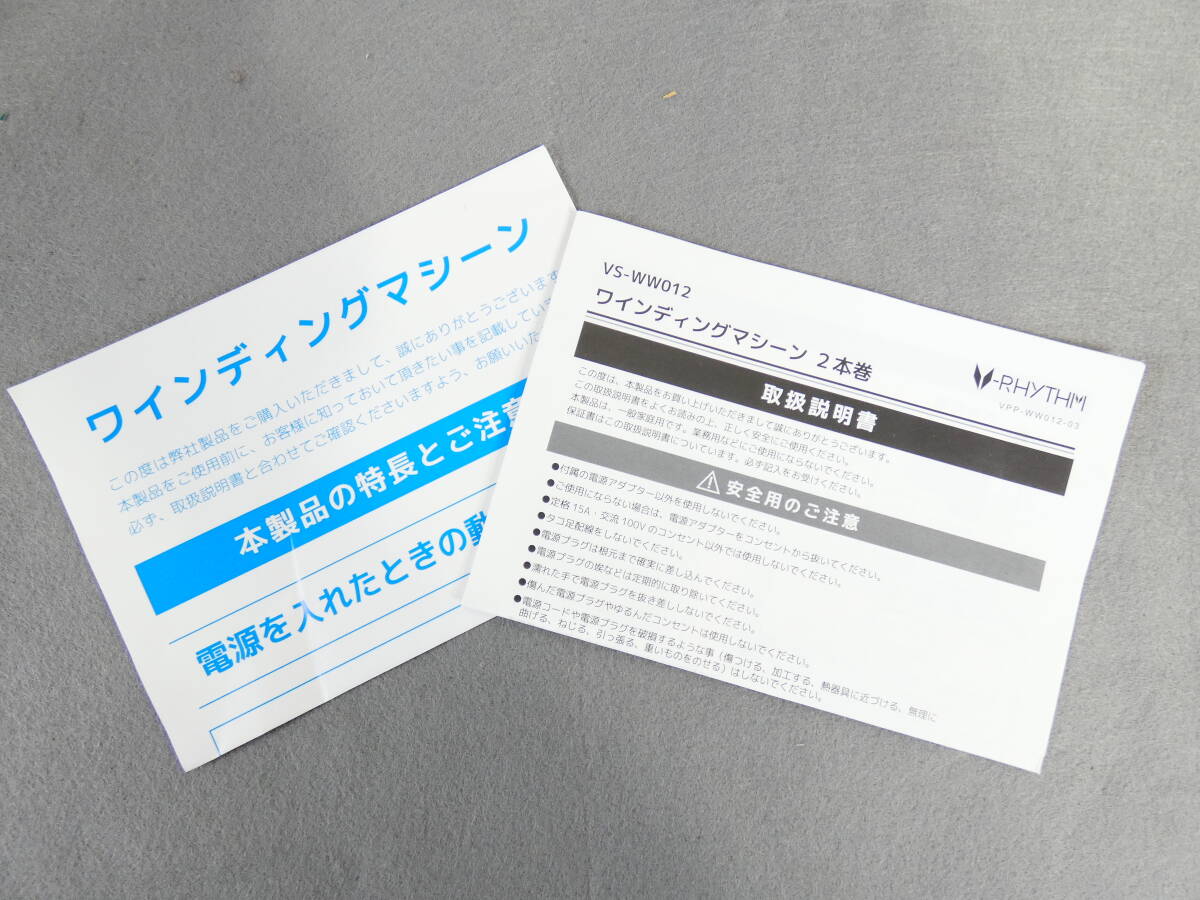 ワインディングマシーン
この度は弊社製品をご購入いただきまして、誠にありがとうございます
本製品をご使用前に、お客様に知っておいて頂きたい事を記載してい
必ず、取扱説明書と合わせてご確認くださいますよう、お願いいた
本製品の特長とご注意
電源を入れたときの動
VS-WW012
ワインディングマシーン 2本巻
V-RHYTHM
VPP-WW012-03
取扱説明書
この度は、本製品をお買い上げいただきまして誠にありがとうございます。
この取扱説明書をよくお読みの上、正しく安全にご使用ください。
本製品は、一般家庭用です。業務用などにご使用にならないでください。
保証書はこの取扱説明書についています。必ず記入をお受けください。
安全用のご注意
●付属の電源アダプター以外を使用しないでください。
●ご使用にならない場合は、電源アダプターをコンセントから抜いてください。
●定格15A・交流100Vのコンセント以外では使用しないでください。
●タコ足配線をしないでください。
●電源プラグは根元まで確実に差し込んでください。
●電源プラグの埃などは定期的に取り除いてください。
●濡れた手で電源プラグを抜き差ししないでください。
●傷んだ電源プラグやゆるんだコンセントは使用しないでください。
●電源コードや電源プラグを破損するような事（傷つける、加工する、熱器具に近づける、無理に
曲げる、ねじる、引っ張る、重いものをのせる）はしないでください。